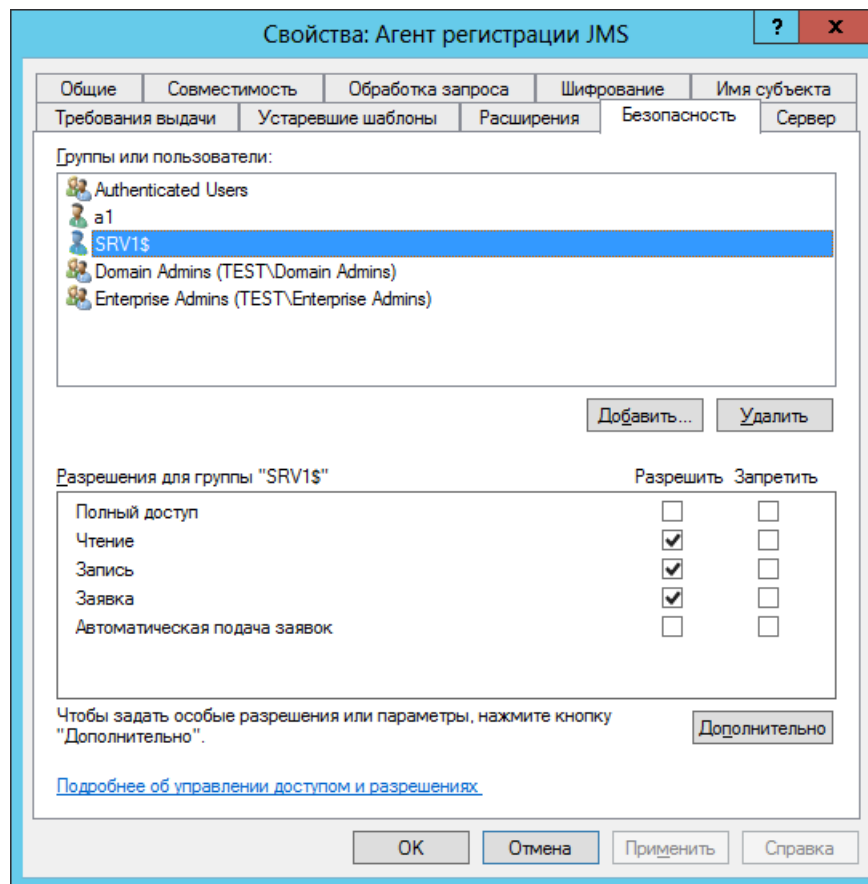 Свойства: Агент регистрации JMS
?
x
Общие
Совместимость
Обработка запроса
Шифрование
Имя субъекта
Требования выдачи
Устаревшие шаблоны
Расширения
Безопасность
Сервер
Группы или пользователи:
Authenticated Users
a1
SRV1$
Domain Admins (TEST\Domain Admins)
Enterprise Admins (TEST\Enterprise Admins)
Добавить...
Удалить
Разрешения для группы "SRV1$"
Разрешить
Запретить
Полный доступ
Чтение
Запись
Заявка
Автоматическая подача заявок
Чтобы задать особые разрешения или параметры, нажмите кнопку
"Дополнительно".
Дополнительно
Подробнее об управлении доступом и разрешениях
OK
Отмена
Применить
Справка